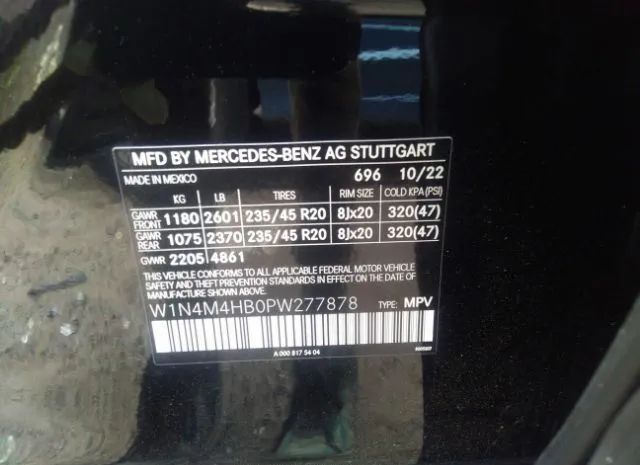 MFD BY MERCEDES-BENZ AG STUTTGART
MADE IN MEXICO 696 10/22
KG LB TIRES RIM SIZE COLD KPA (PSI)
GAWR FRONT 1180 2601 235/45 R20 8Jx20 320(47)
GAWR REAR 1075 2370 235/45 R20 8Jx20 320(47)
GVWR 2205 4861
THIS VEHICLE CONFORMS TO ALL APPLICABLE FEDERAL MOTOR VEHICLE
SAFETY AND THEFT PREVENTION STANDARDS IN EFFECT ON THE DATE OF
MANUFACTURE SHOWN ABOVE.
W1N4M4HB0PW277878 TYPE: MPV
A 000 817 54 04